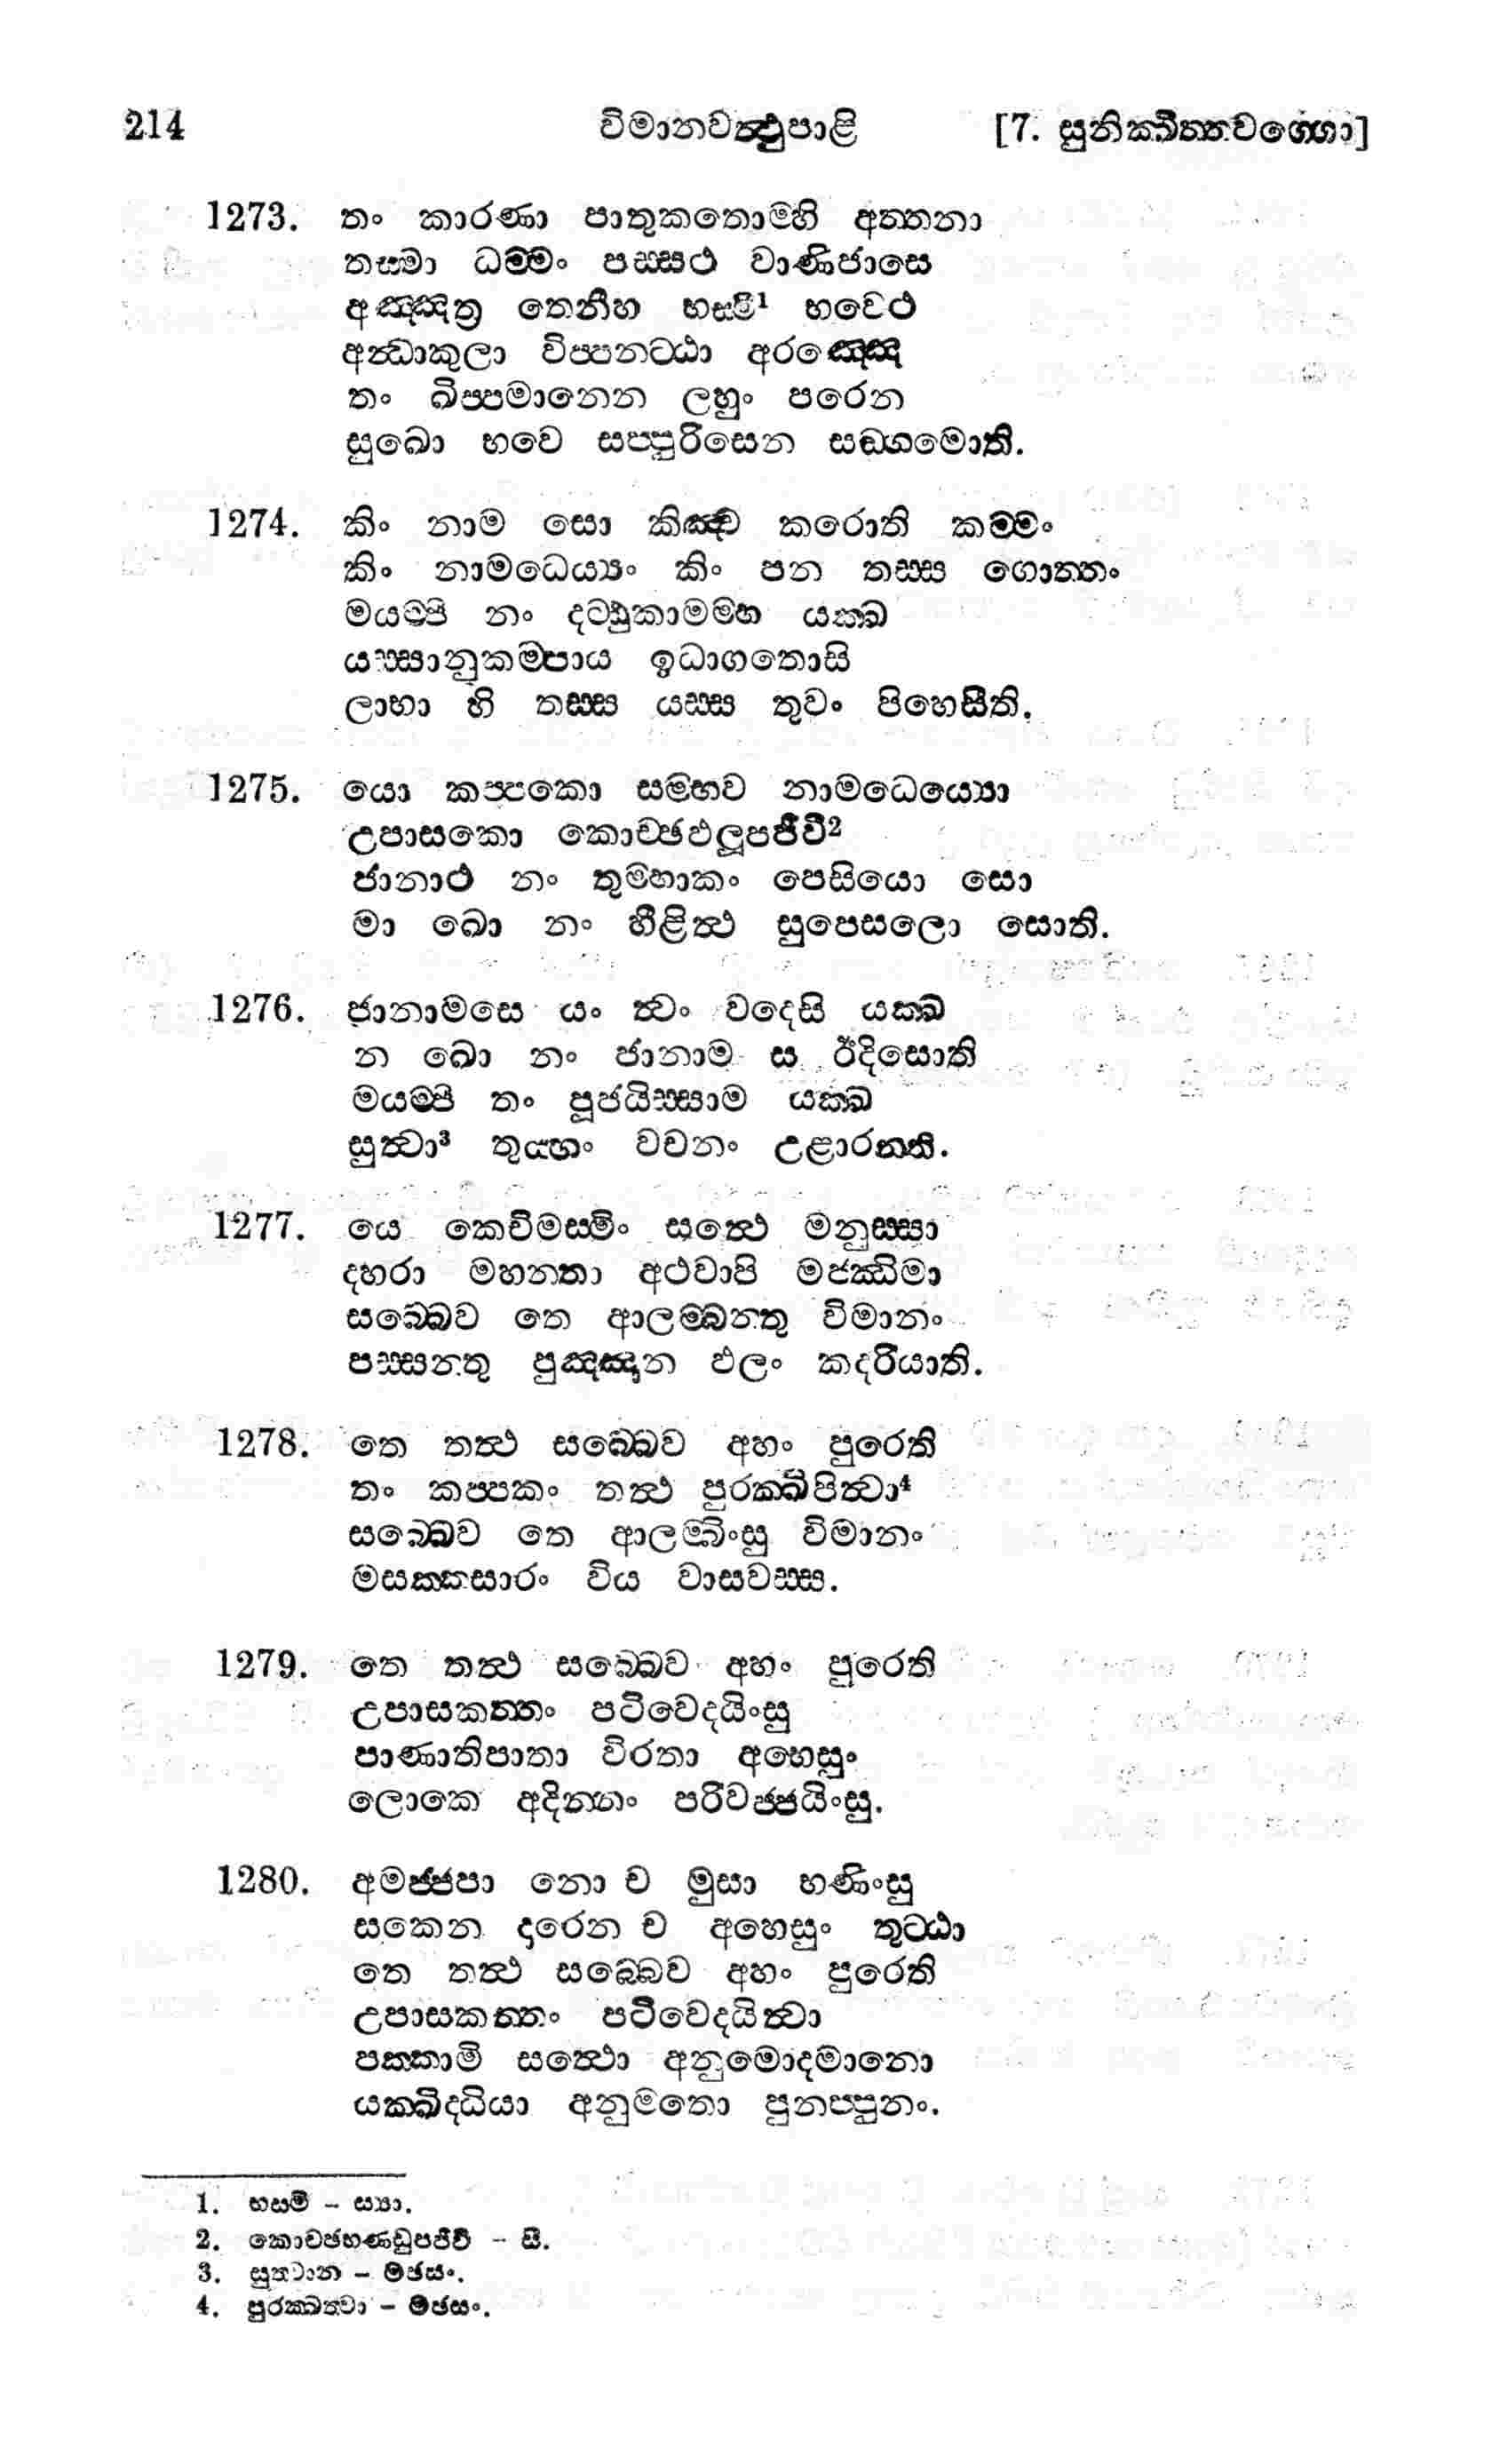 214 විමානවත්‍ථුපාළි [7. සුනික්ඛිත්තවග්ගො]
1273. තං කාරණා පාතුකතොම්හි අත්තනා
තස්මා ධම්මං පස්සථ වාණිජාසෙ
අඤ්ඤත්‍ර තෙනීහ භස්මි1 භවෙථ
අන්‍ධාකුලා විප්පනට්ඨා අරඤ්ඤෙ
තං ඛිප්පමානෙන ලහුං පරෙන
සුඛො භවෙ සප්පුරිසෙන සඞ්ගමොති.
1274. කිං නාම සො කිඤ්ච කරොති කම්මං
කිං නාමධෙය්‍යං කිං පන තස්ස ගොත්තං
මයම්පි නං දට්ඨුකාමම්හ යක්ඛ
යස්සානුකම්පාය ඉධාගතොසි
ලාභා හි තස්ස යස්ස තුවං පිහෙසීති.
1275. යො කප්පකො සම්භව නාමධෙය්‍යො
උපාසකො කොච්ඡඵලූපජීවී2
ජානාථ නං තුම්හාකං පෙසියො සො
මා ඛො නං හීළිත්‍ථ සුපෙසලො සොති.
1276. ජානාමසෙ යං ත්‍වං වදෙසි යක්ඛ
න ඛො නං ජානාම ස ඊදිසොති
මයම්පි තං පූජයිස්සාම යක්ඛ
සුත්‍වා3 තුය්හං වචනං උළාරන්ති.
1277. යෙ කෙචිමස්මිං සත්‍ථෙ මනුස්සා
දහරා මහන්තා අථවාපි මජ්ඣිමා
සබ්බෙව තෙ ආලම්බන්තු විමානං
පස්සන්තු පුඤ්ඤාන ඵලං කදරියාති.
1278. තෙ තත්‍ථ සබ්බෙව අහං පුරෙති
තං කප්පකං තත්‍ථ පුරක්ඛිපිත්‍වා4
සබ්බෙව තෙ ආලම්බිංසු විමානං
මසක්කසාරං විය වාසවස්ස.
1279. තෙ තත්‍ථ සබ්බෙව අහං පුරෙති
උපාසකත්තං පටිවෙදයිංසු
පාණාතිපාතා විරතා අහෙසුං
ලොකෙ අදින්නං පරිවජ්ජයිංසු.
1280. අමජ්ජපා නො ච මුසා භණිංසු
සකෙන දාරෙන ච අහෙසුං තුට්ඨා
තෙ තත්‍ථ සබ්බෙව අහං පුරෙති
උපාසකත්තං පටිවෙදයිත්‍වා
පක්කාමි සත්‍ථො අනුමොදමානො
යක්ඛිද්ධියා අනුමතො පුනප්පුනං.
1. භසමී - ස්‍යා.
2. කොච්ඡභණ්ඩුපජීවී - සී.
3. සුත්‍වාන - මඡසං.
4. පුරක්ඛත්‍වා - මඡසං.